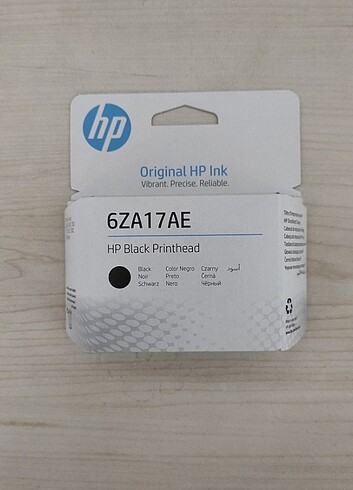 hp
Original HP Ink
Vibrant. Precise. Reliable.
6ZA17AE
HP Black Printhead
Black Color Negro Czarny أسود
Noir Preto Černá
Schwarz Nero Чёрный